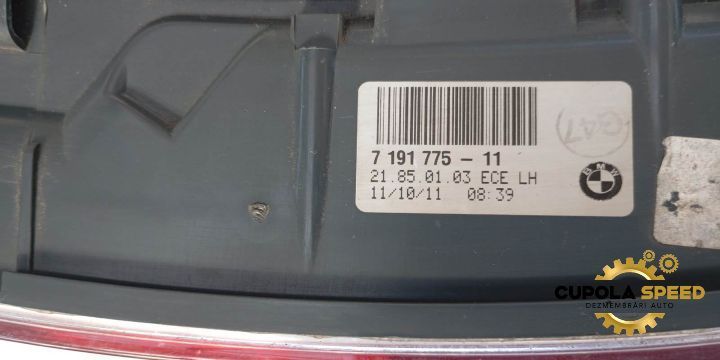 G47
7 191 775 - 11
21.85.01.03 ECE LH
11/10/11 08:39
BMW
CUPOLA SPEED
DEZMEMBRĂRI AUTO